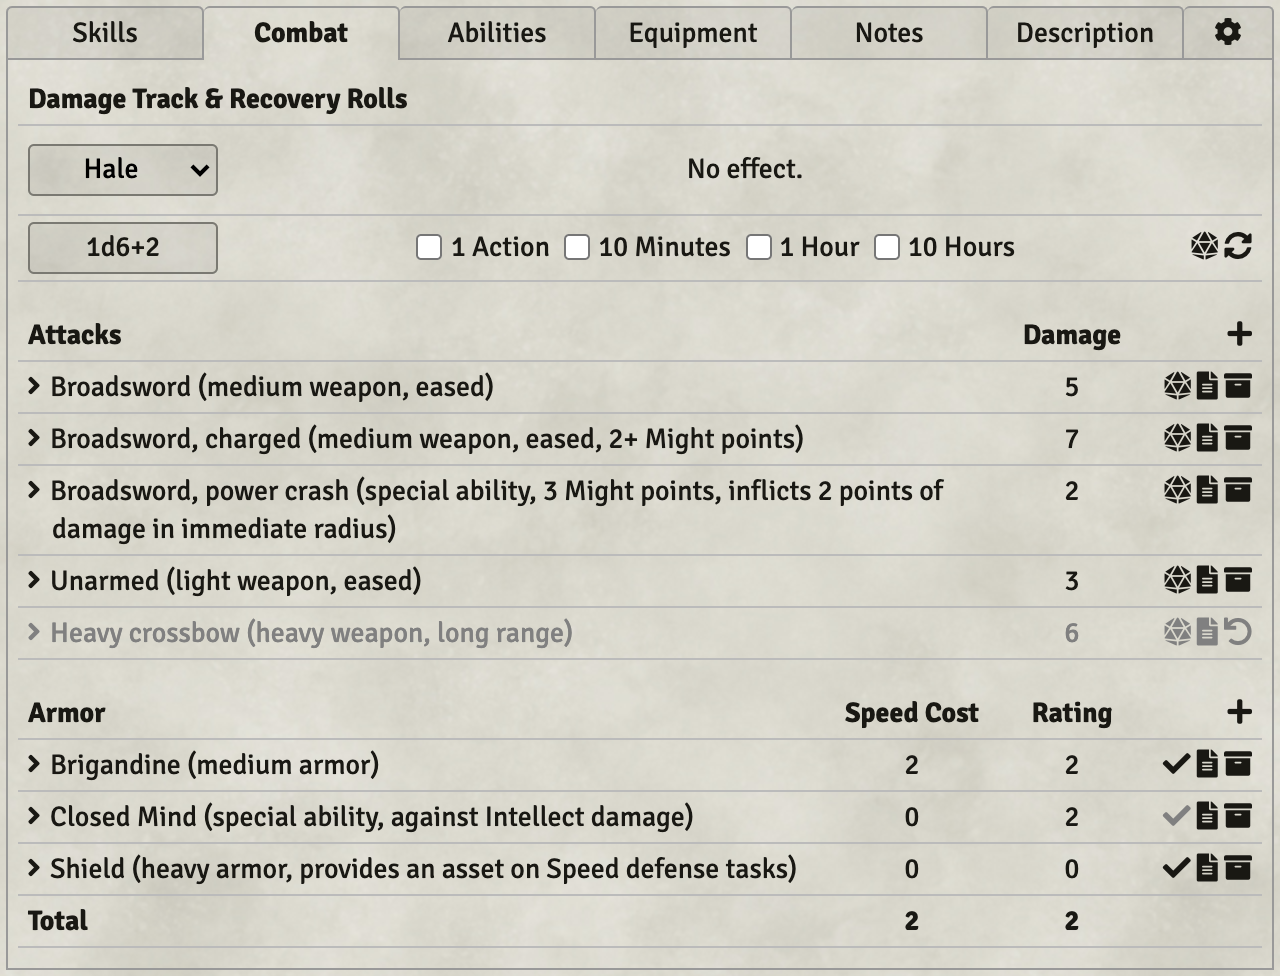 Skills Combat Abilities Equipment Notes Description
Damage Track & Recovery Rolls
Hale No effect.
1d6+2 1 Action 10 Minutes 1 Hour 10 Hours
Attacks Damage
Broadsword (medium weapon, eased) 5
Broadsword, charged (medium weapon, eased, 2+ Might points) 7
Broadsword, power crash (special ability, 3 Might points, inflicts 2 points of 2
damage in immediate radius)
Unarmed (light weapon, eased) 3
Heavy crossbow (heavy weapon, long range) 6
Armor Speed Cost Rating
Brigandine (medium armor) 2 2
Closed Mind (special ability, against Intellect damage) 0 2
Shield (heavy armor, provides an asset on Speed defense tasks) 0 0
Total 2 2